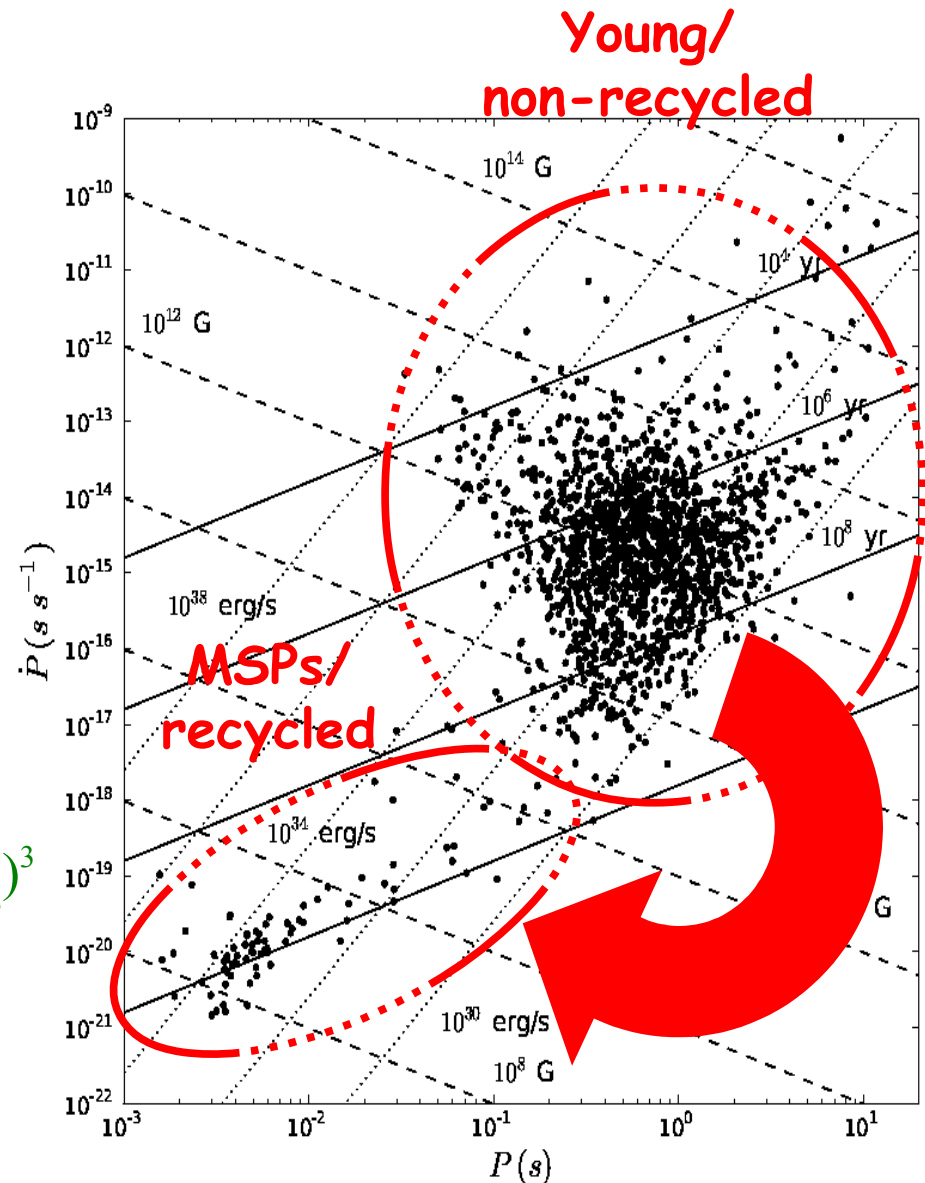 Young/
non-recycled
10^{-9}
10^{14} G
10^{-10}
10^{-11}
10^{4} yr
10^{12} G
10^{-12}
10^{6} yr
10^{-13}
10^{-14}
10^{8} yr
\dot{P} (s s^{-1})
10^{-15}
10^{38} erg/s
10^{-16}
MSPs/
recycled
10^{-17}
10^{-18}
10^{34} erg/s
)^{3}
10^{-19}
G
10^{-20}
10^{-21}
10^{30} erg/s
10^{8} G
10^{-22}
10^{-3}
10^{-2}
10^{-1}
10^{0}
10^{1}
P (s)